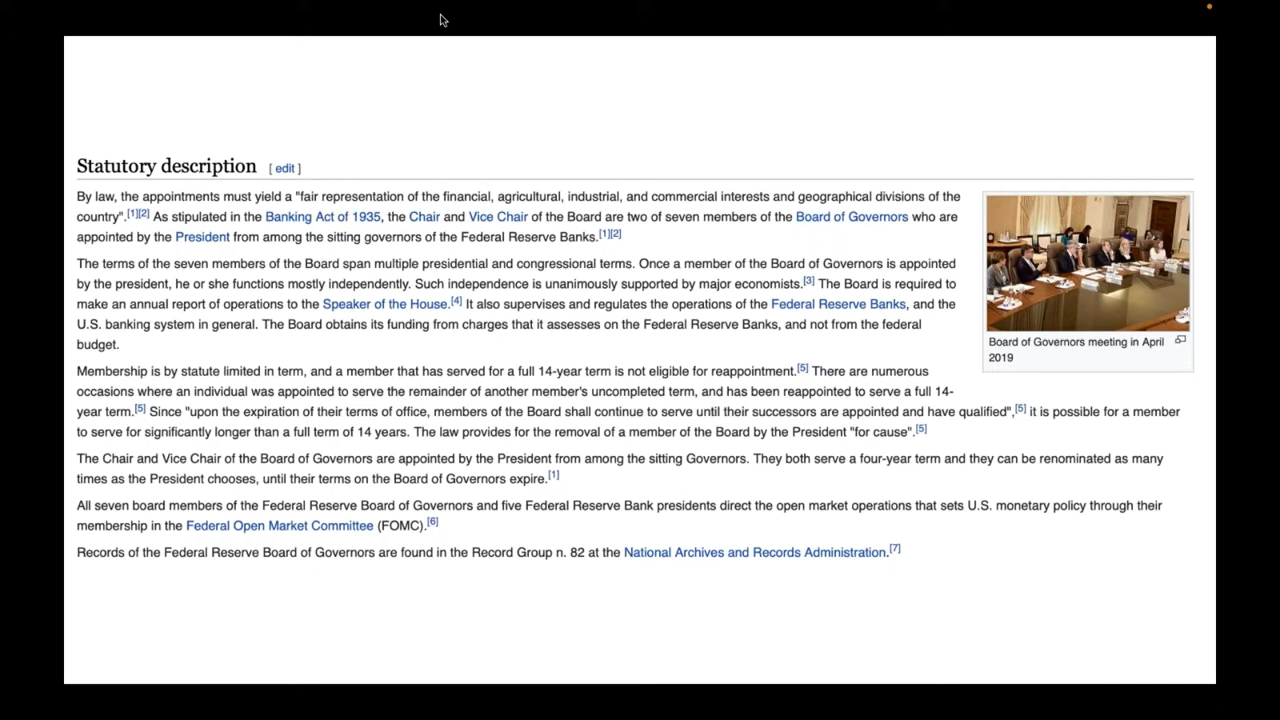 Statutory description [ edit ]
By law, the appointments must yield a "fair representation of the financial, agricultural, industrial, and commercial interests and geographical divisions of the
country".[1][2] As stipulated in the Banking Act of 1935, the Chair and Vice Chair of the Board are two of seven members of the Board of Governors who are
appointed by the President from among the sitting governors of the Federal Reserve Banks.[1][2]
The terms of the seven members of the Board span multiple presidential and congressional terms. Once a member of the Board of Governors is appointed
by the president, he or she functions mostly independently. Such independence is unanimously supported by major economists.[3] The Board is required to
make an annual report of operations to the Speaker of the House.[4] It also supervises and regulates the operations of the Federal Reserve Banks, and the
U.S. banking system in general. The Board obtains its funding from charges that it assesses on the Federal Reserve Banks, and not from the federal
budget.
Board of Governors meeting in April
2019
Membership is by statute limited in term, and a member that has served for a full 14-year term is not eligible for reappointment.[5] There are numerous
occasions where an individual was appointed to serve the remainder of another member's uncompleted term, and has been reappointed to serve a full 14-
year term.[5] Since "upon the expiration of their terms of office, members of the Board shall continue to serve until their successors are appointed and have qualified",[5] it is possible for a member
to serve for significantly longer than a full term of 14 years. The law provides for the removal of a member of the Board by the President "for cause".[5]
The Chair and Vice Chair of the Board of Governors are appointed by the President from among the sitting Governors. They both serve a four-year term and they can be renominated as many
times as the President chooses, until their terms on the Board of Governors expire.[1]
All seven board members of the Federal Reserve Board of Governors and five Federal Reserve Bank presidents direct the open market operations that sets U.S. monetary policy through their
membership in the Federal Open Market Committee (FOMC).[6]
Records of the Federal Reserve Board of Governors are found in the Record Group n. 82 at the National Archives and Records Administration.[7]